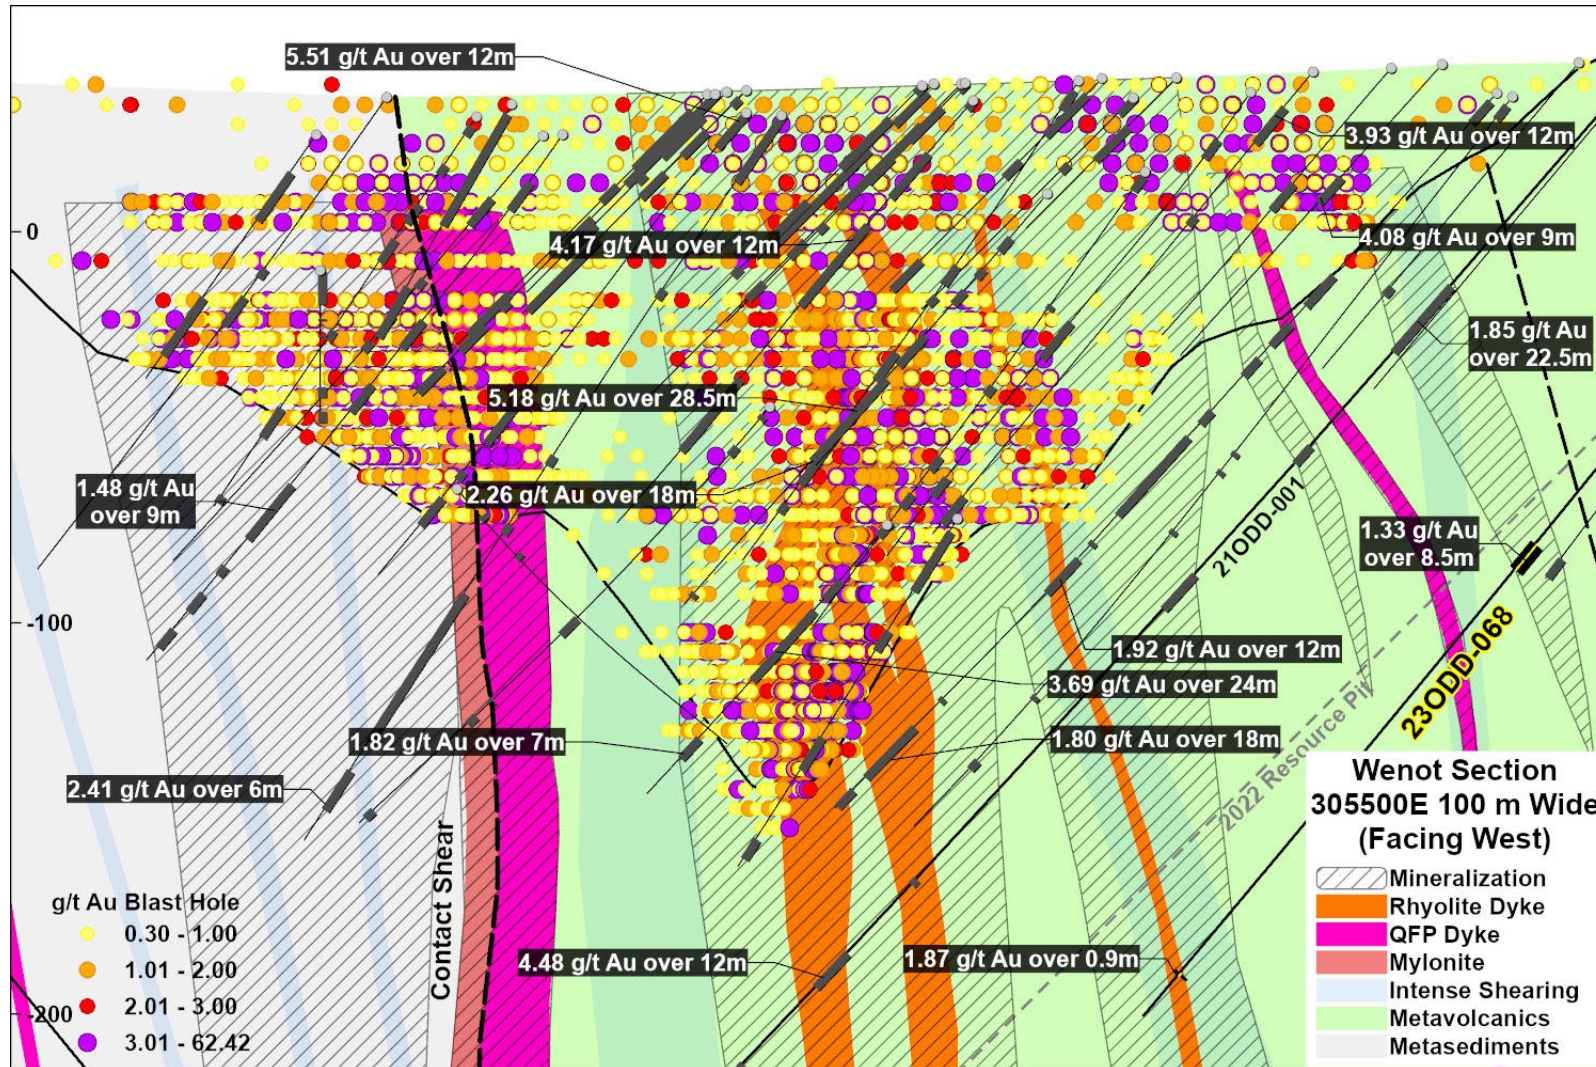 5.51 g/t Au over 12m
3.93 g/t Au over 12m
0
4.17 g/t Au over 12m
4.08 g/t Au over 9m
1.85 g/t Au
over 22.5m
5.18 g/t Au over 28.5m
1.48 g/t Au
over 9m
2.26 g/t Au over 18m
21ODD-001
1.33 g/t Au
over 8.5m
-100
1.92 g/t Au over 12m
3.69 g/t Au over 24m
23ODD-068
1.82 g/t Au over 7m
1.80 g/t Au over 18m
2.41 g/t Au over 6m
2022 Resource Pit
Contact Shear
4.48 g/t Au over 12m
1.87 g/t Au over 0.9m
-200
g/t Au Blast Hole
0.30 - 1.00
1.01 - 2.00
2.01 - 3.00
3.01 - 62.42
Wenot Section
305500E 100 m Wide
(Facing West)
Mineralization
Rhyolite Dyke
QFP Dyke
Mylonite
Intense Shearing
Metavolcanics
Metasediments